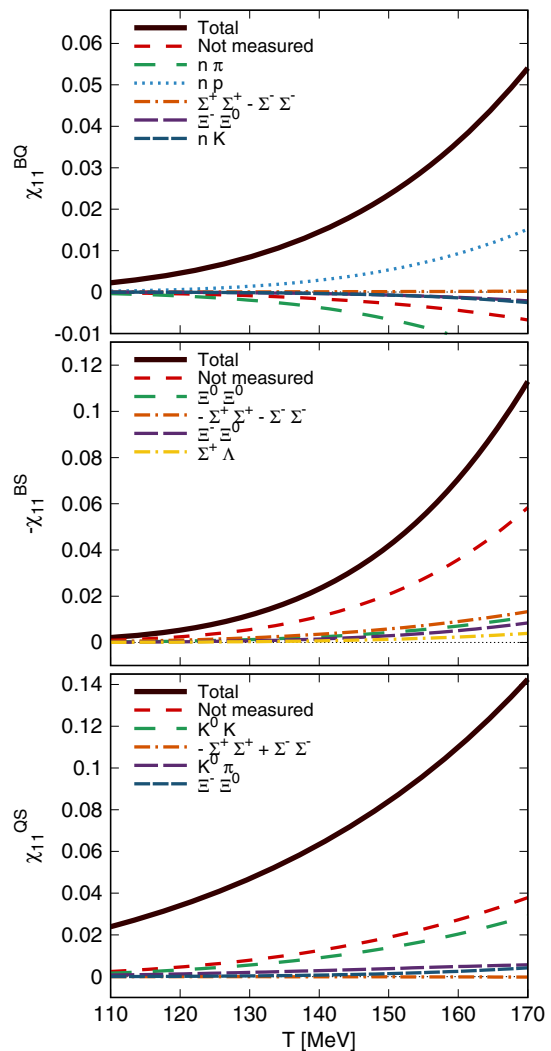 Total
Not measured
n π
n p
Σ⁺ Σ⁺ - Σ⁻ Σ⁻
Ξ⁻ Ξ⁰
n K
χ₁₁ᴮᵠ
0.06
0.05
0.04
0.03
0.02
0.01
0
-0.01
Total
Not measured
Ξ⁰ Ξ⁰
- Σ⁺ Σ⁺ - Σ⁻ Σ⁻
Ξ⁻ Ξ⁰
Σ⁺ Λ
-χ₁₁ᴮˢ
0.12
0.1
0.08
0.06
0.04
0.02
0
Total
Not measured
K⁰ K
- Σ⁺ Σ⁺ + Σ⁻ Σ⁻
K⁰ π
Ξ⁻ Ξ⁰
χ₁₁ᵠˢ
0.14
0.12
0.1
0.08
0.06
0.04
0.02
0
110 120 130 140 150 160 170
T [MeV]